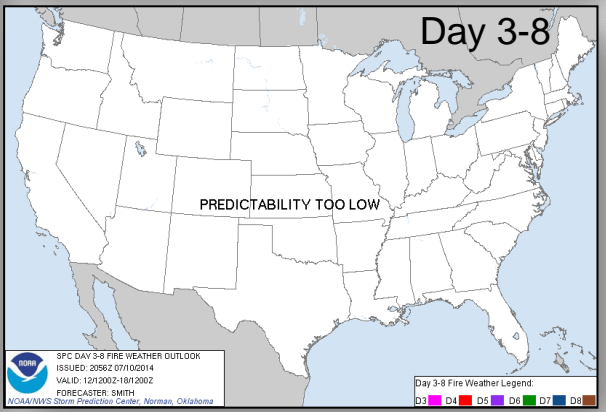 Day 3-8
PREDICTABILITY TOO LOW
NOAA
SPC DAY 3-8 FIRE WEATHER OUTLOOK
ISSUED: 2056Z 07/10/2014
VALID: 12/1200Z-18/1200Z
FORECASTER: SMITH
NOAA/NWS Storm Prediction Center, Norman, Oklahoma
Day 3-8 Fire Weather Legend:
D3 D4 D5 D6 D7 D8